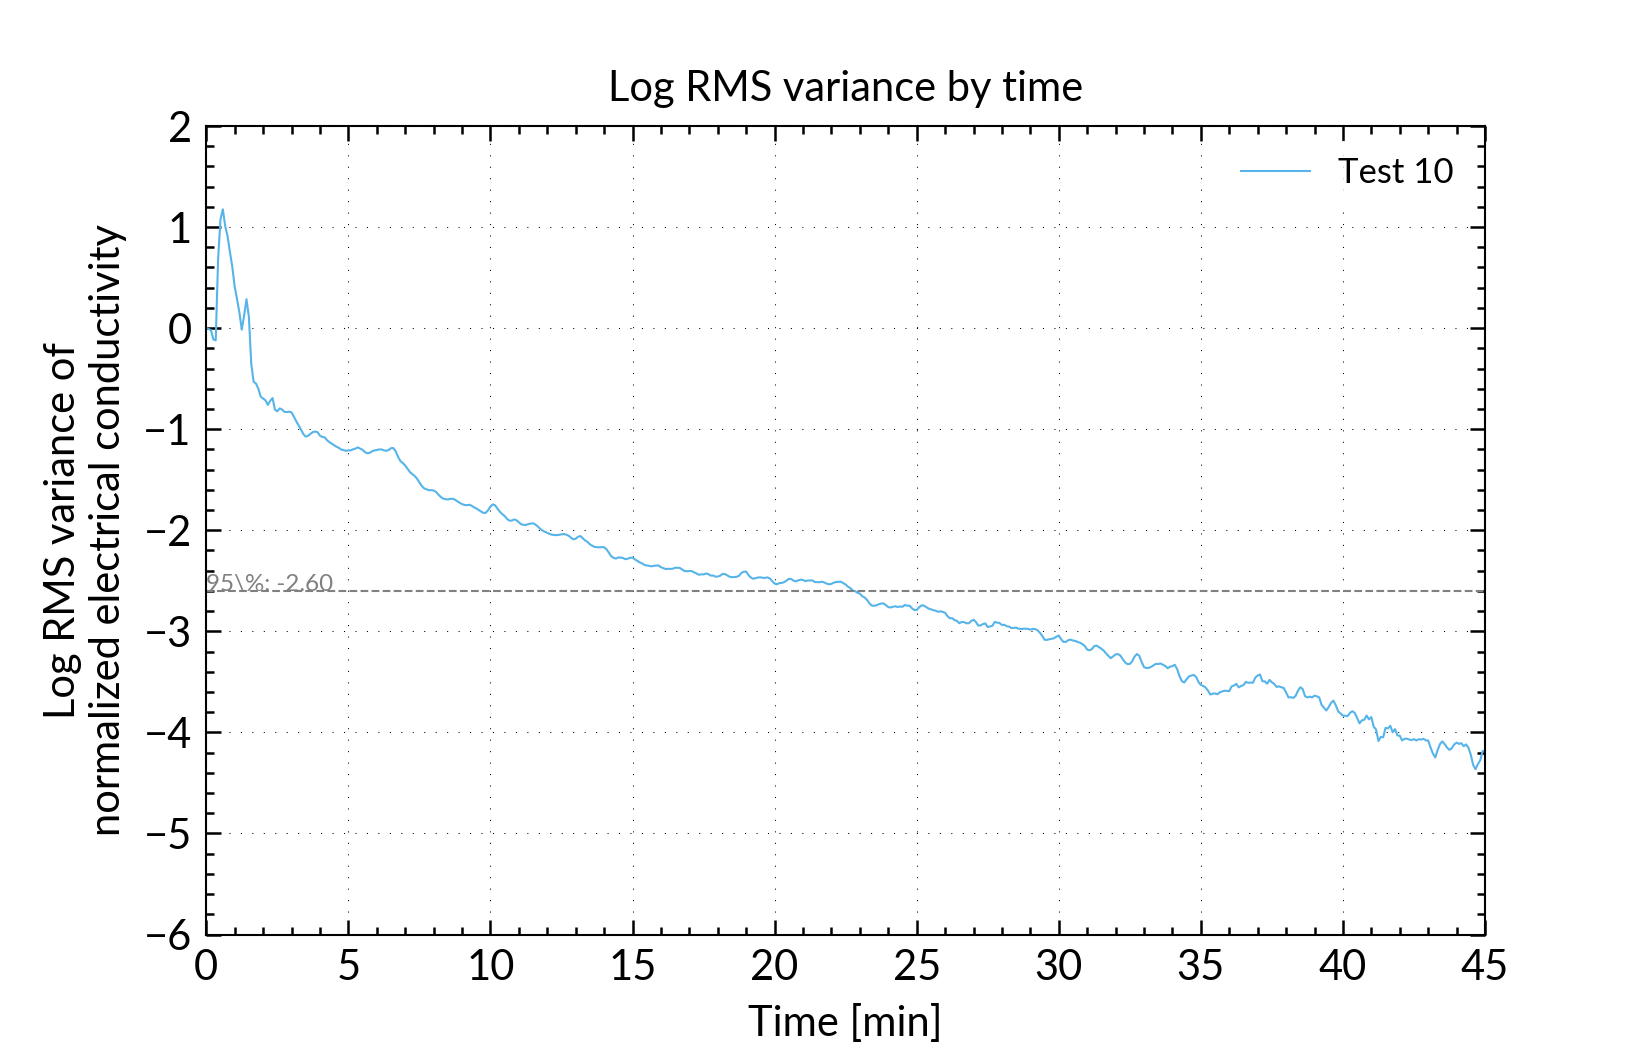 Log RMS variance by time
2
1
0
−1
−2
−3
−4
−5
−6
Log RMS variance of
normalized electrical conductivity
Test 10
95\%: -2.60
0 5 10 15 20 25 30 35 40 45
Time [min]